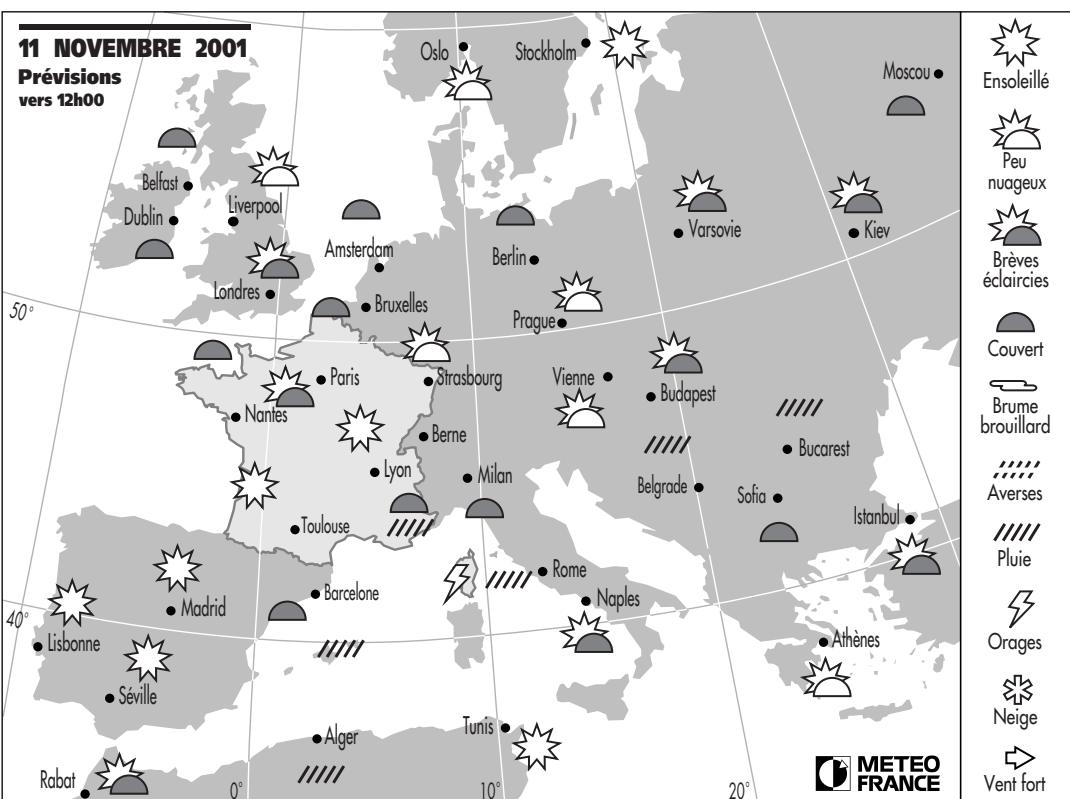 11 NOVEMBRE 2001
Prévisions
vers 12h00
Oslo
Stockholm
Moscou
Belfast
Dublin
Liverpool
Amsterdam
Berlin
Varsovie
Kiev
Londres
Bruxelles
Prague
50°
Paris
Strasbourg
Vienne
Budapest
Nantes
Berne
Bucarest
Lyon
Milan
Belgrade
Sofia
Istanbul
Toulouse
Barcelone
Rome
Naples
Madrid
40°
Lisbonne
Athènes
Séville
Alger
Tunis
Rabat
0°
10°
20°
METEO
FRANCE
Ensoleillé
Peu
nuageux
Brèves
éclaircies
Couvert
Brume
brouillard
Averses
Pluie
Orages
Neige
Vent fort